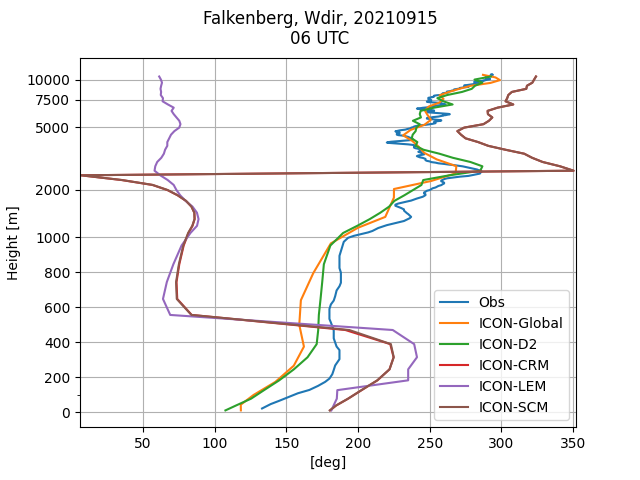 Falkenberg, Wdir, 20210915
06 UTC
10000
7500
5000
2000
1000
800
600
400
200
0
Height [m]
Obs
ICON-Global
ICON-D2
ICON-CRM
ICON-LEM
ICON-SCM
50
100
150
200
250
300
350
[deg]